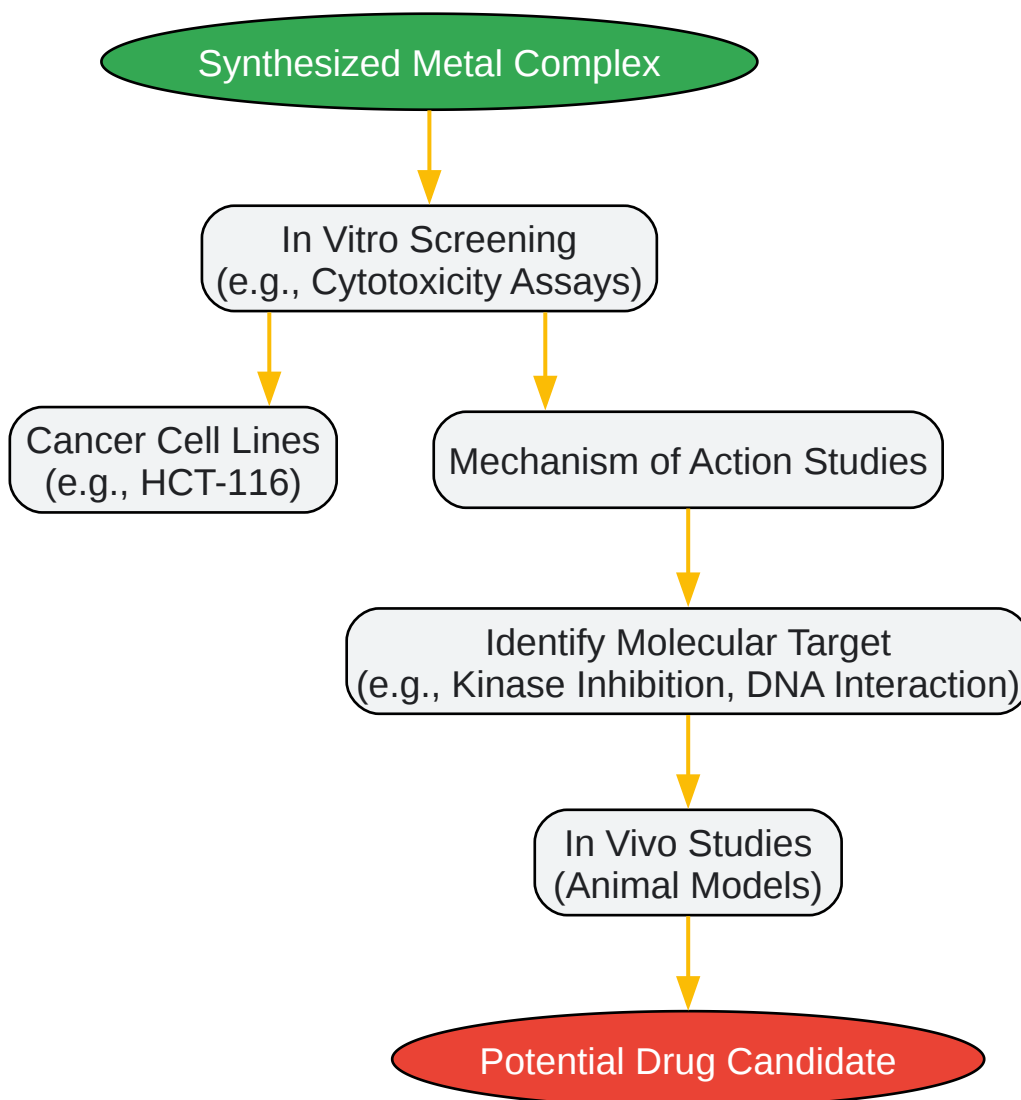 Synthesized Metal Complex
In Vitro Screening
(e.g., Cytotoxicity Assays)
Cancer Cell Lines
(e.g., HCT-116)
Mechanism of Action Studies
Identify Molecular Target
(e.g., Kinase Inhibition, DNA Interaction)
In Vivo Studies
(Animal Models)
Potential Drug Candidate